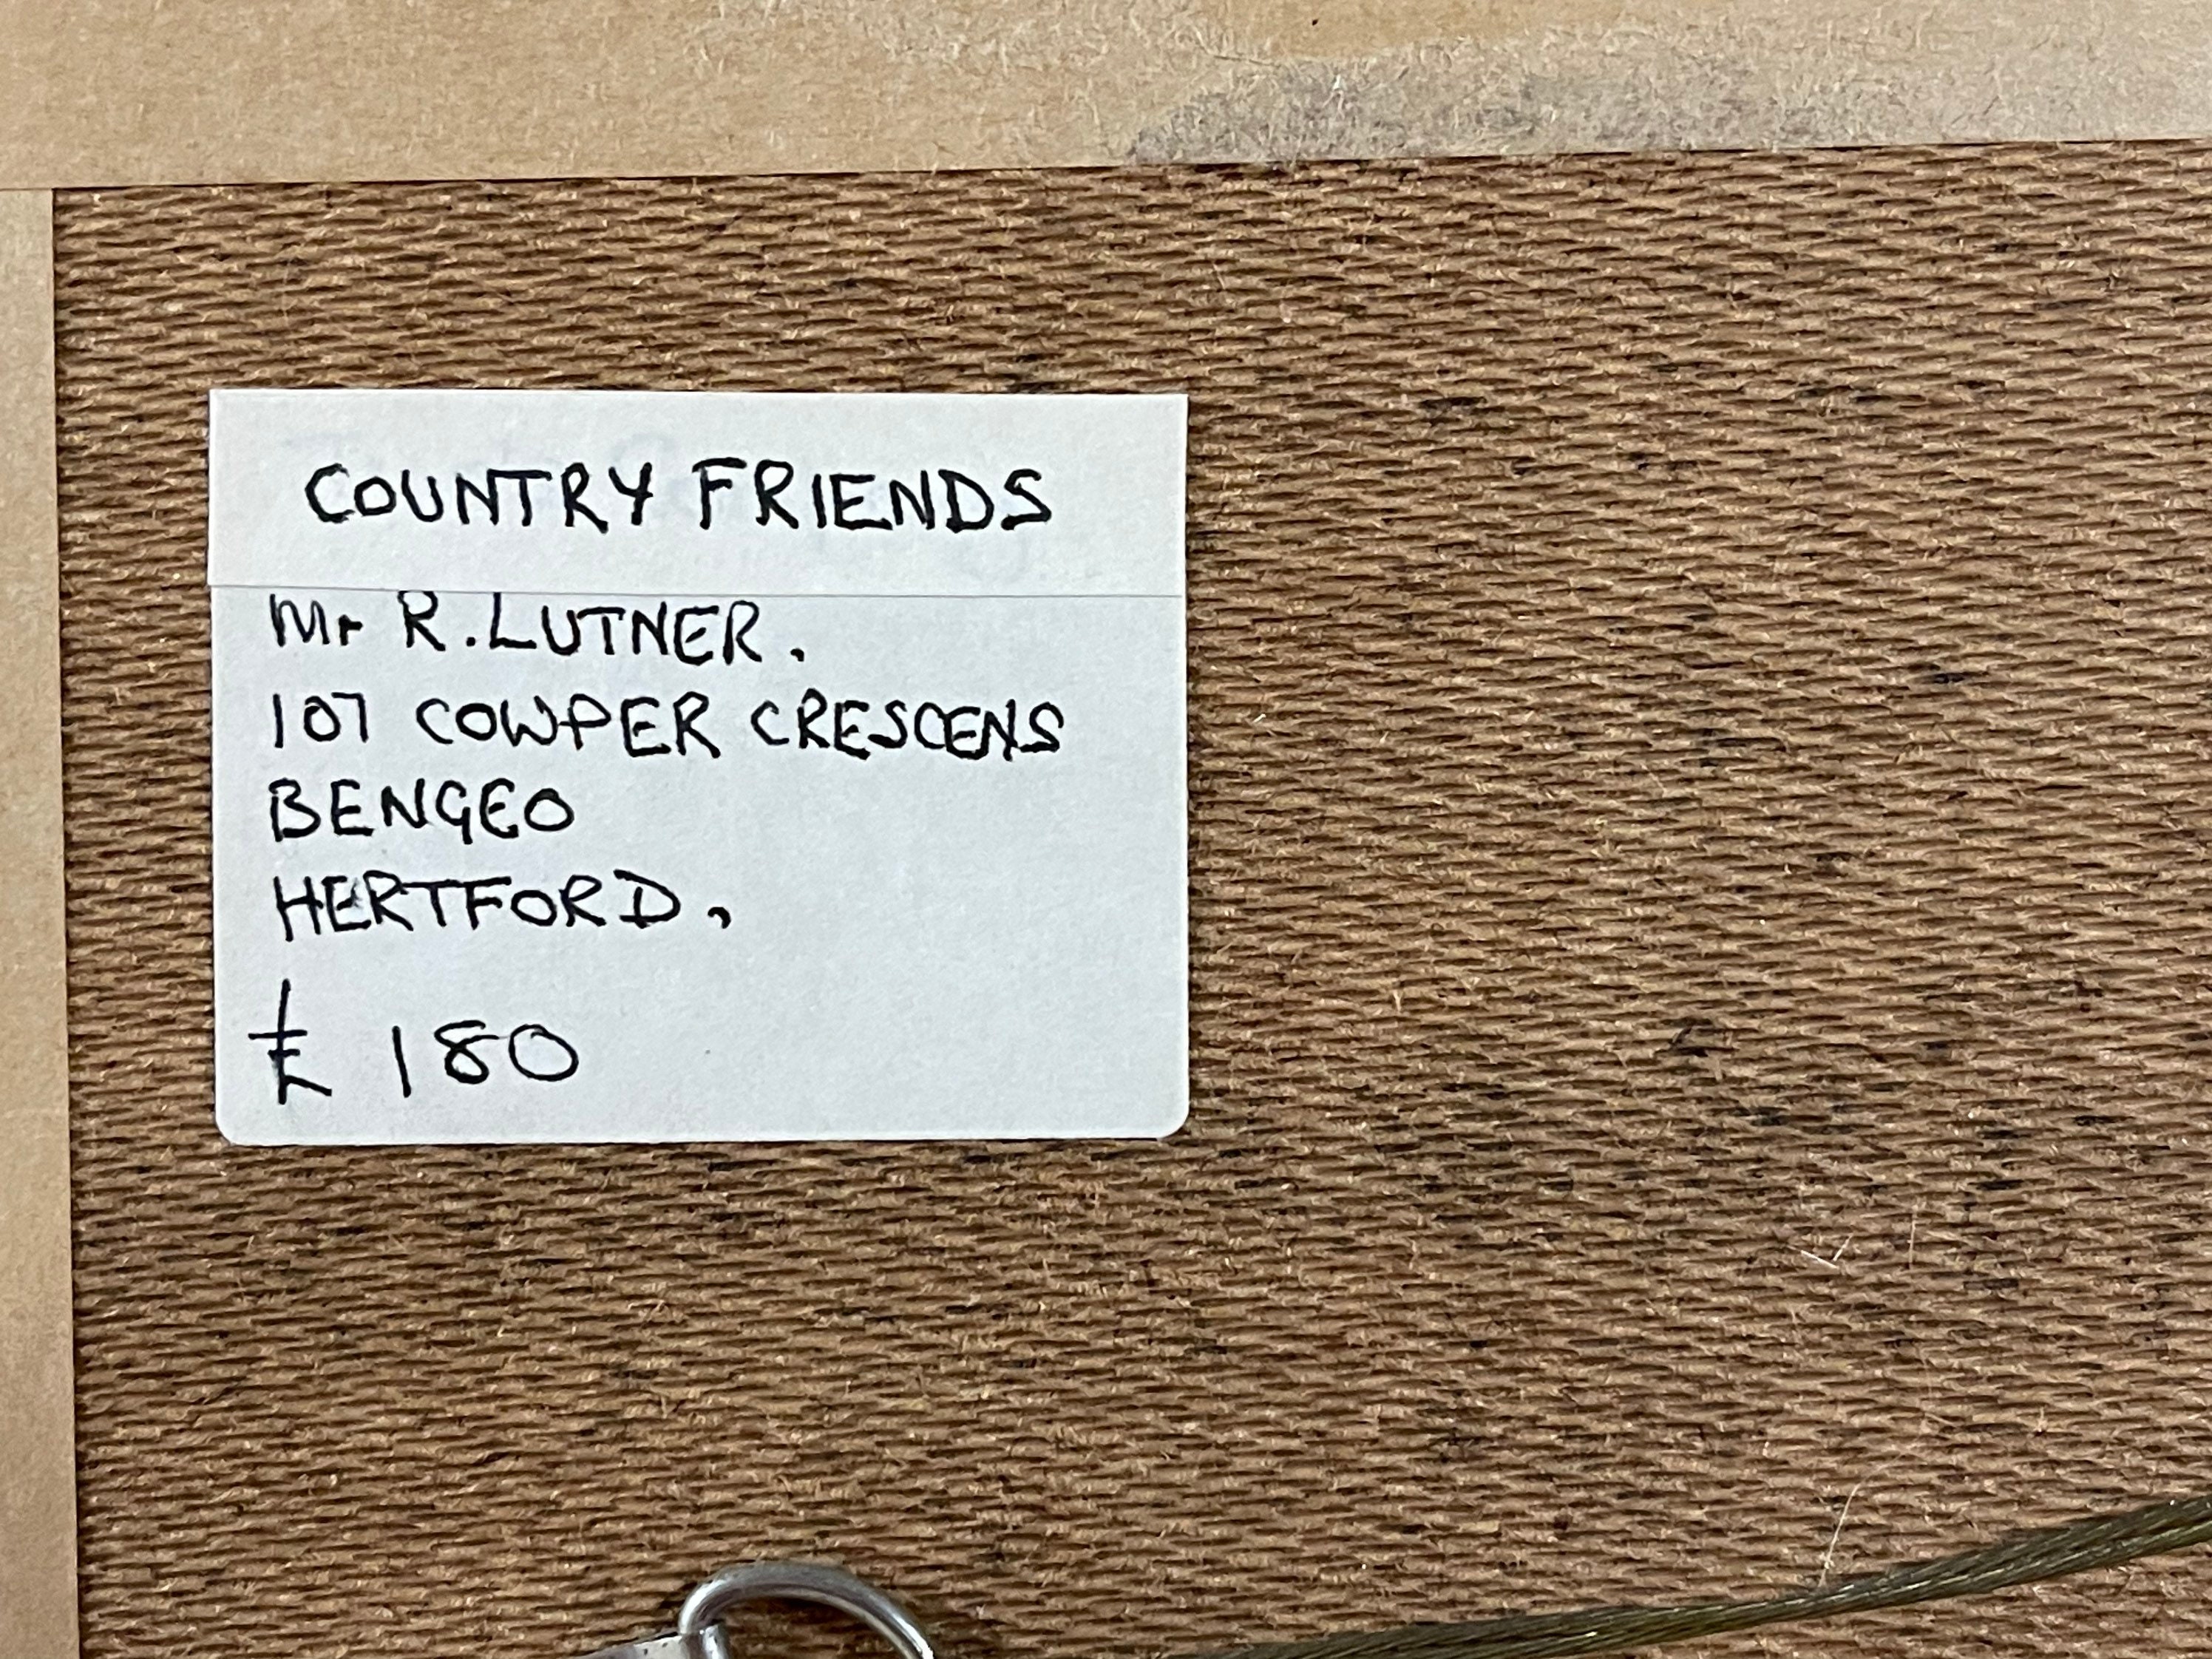 COUNTRY FRIENDS
Mr R. LUTNER.
107 COWPER CRESCENS
BENGEO
HERTFORD,
£ 180